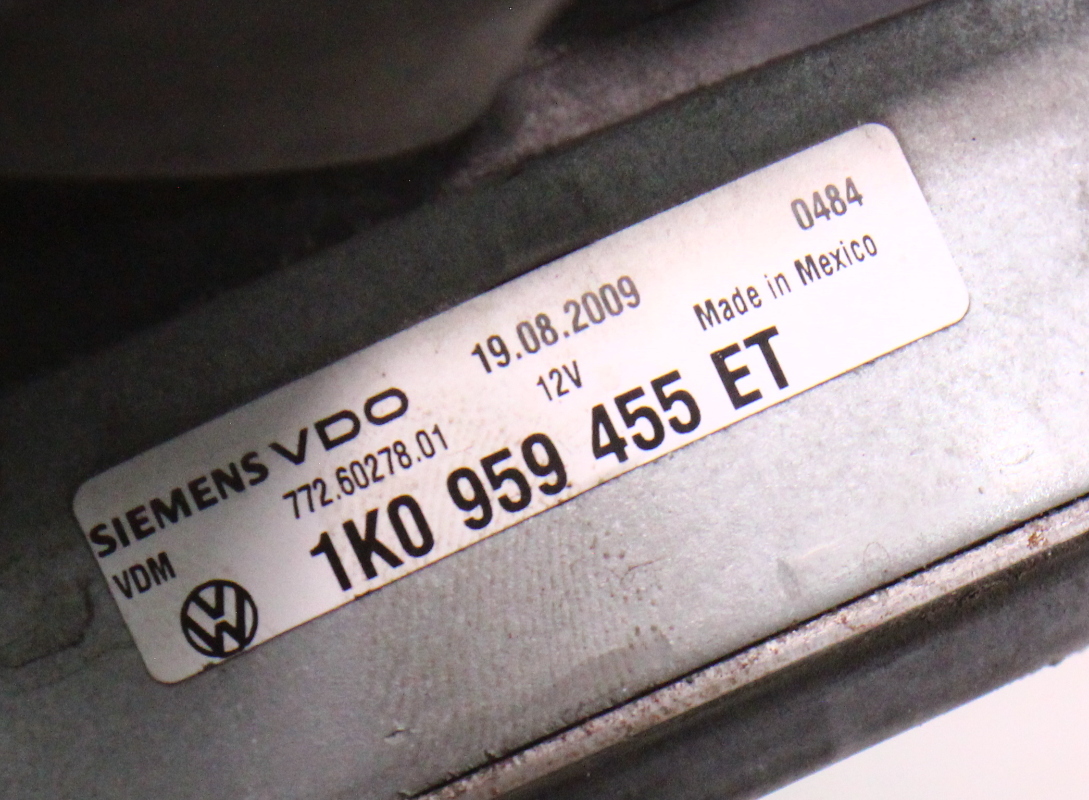 SIEMENS VDO 19.08.2009 0484
772.60278.01 12V Made in Mexico
VDM 1K0 959 455 ET